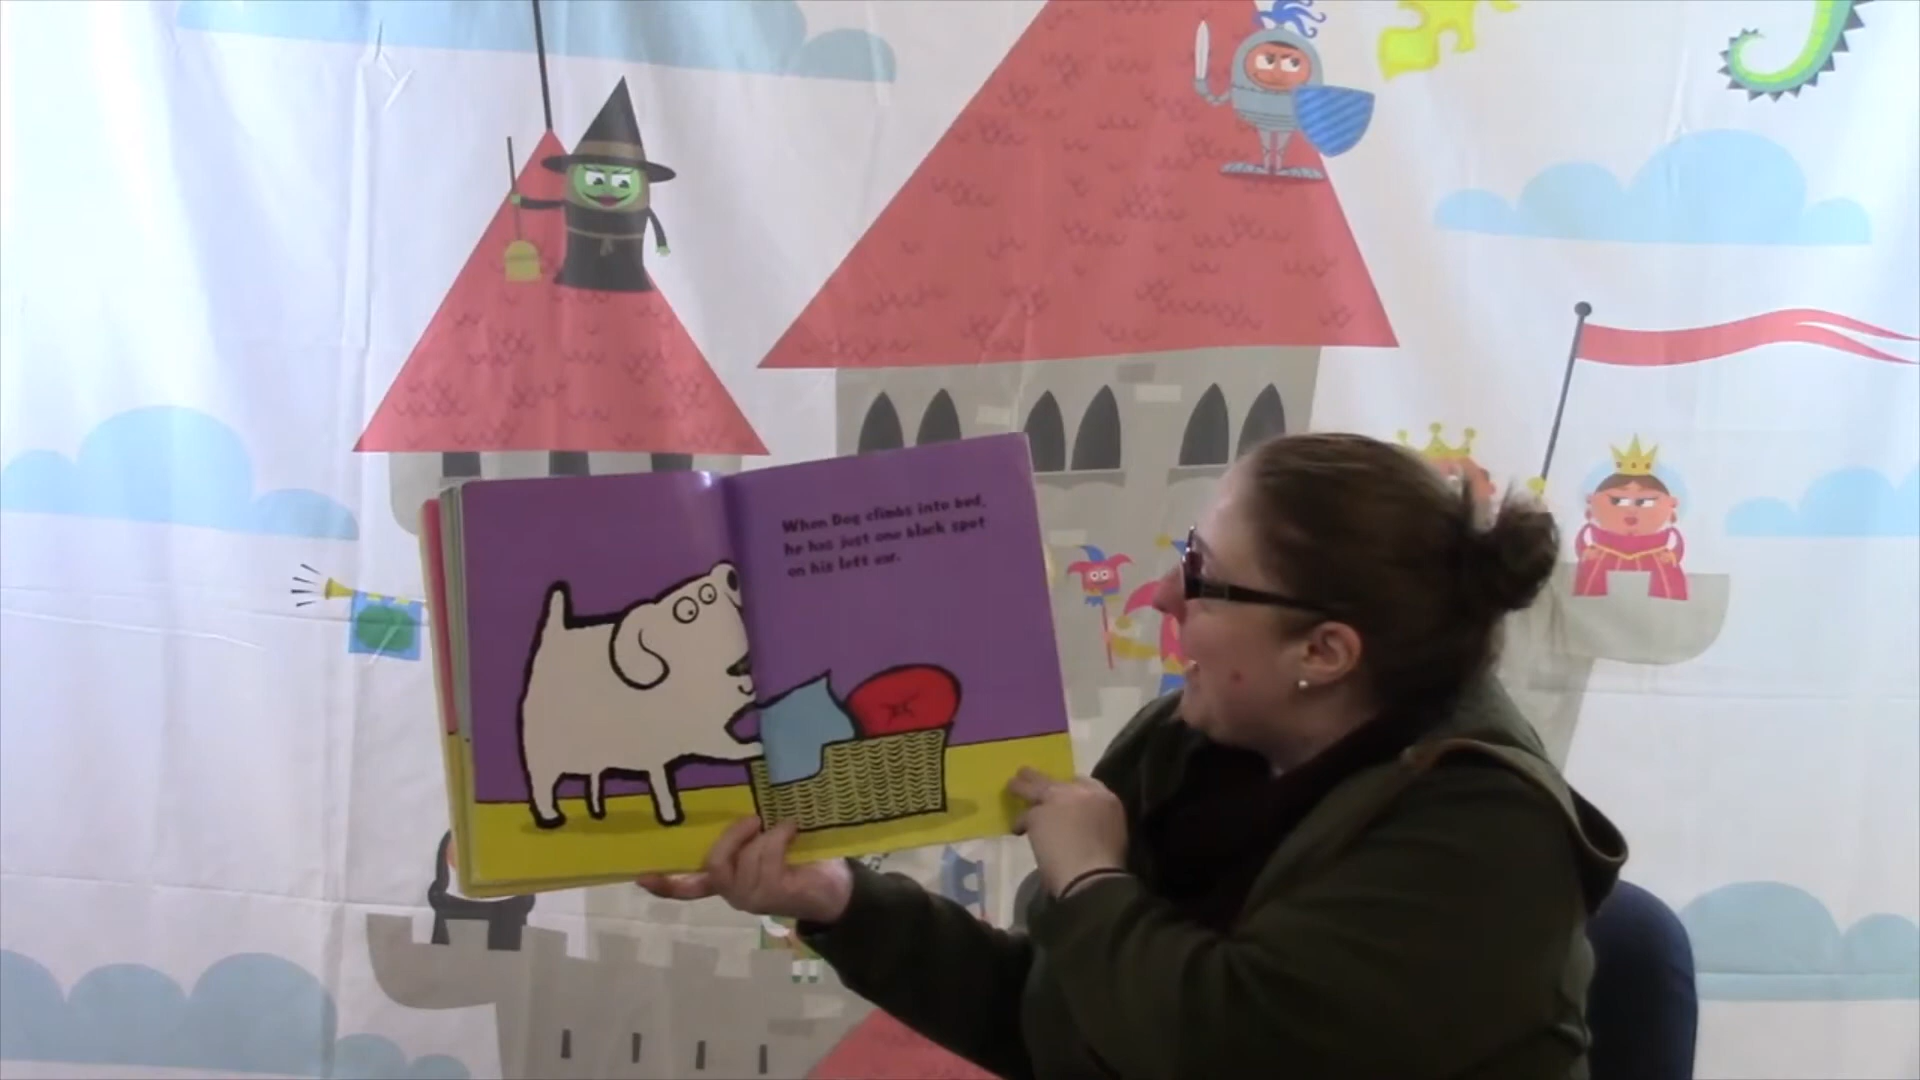 When Dog climbs into bed,
he has just one black spot
on his left ear.